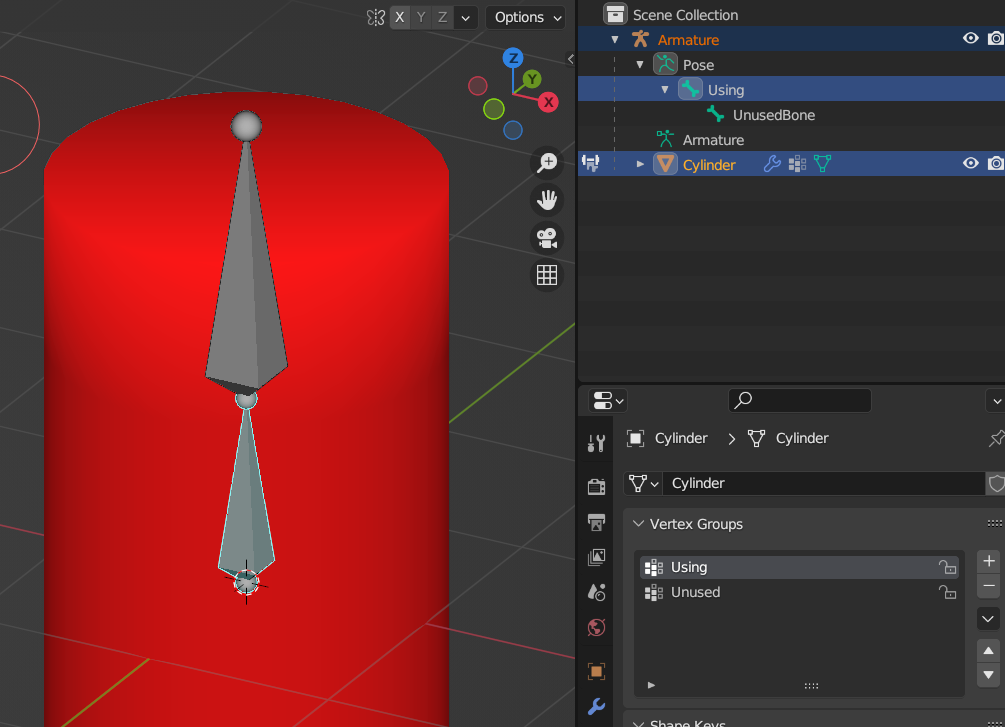 X Y Z Options
Z
Y
X
Scene Collection
Armature
Pose
Using
UnusedBone
Armature
Cylinder
Cylinder > Cylinder
Cylinder
Vertex Groups
Using
Unused
Shape Keys